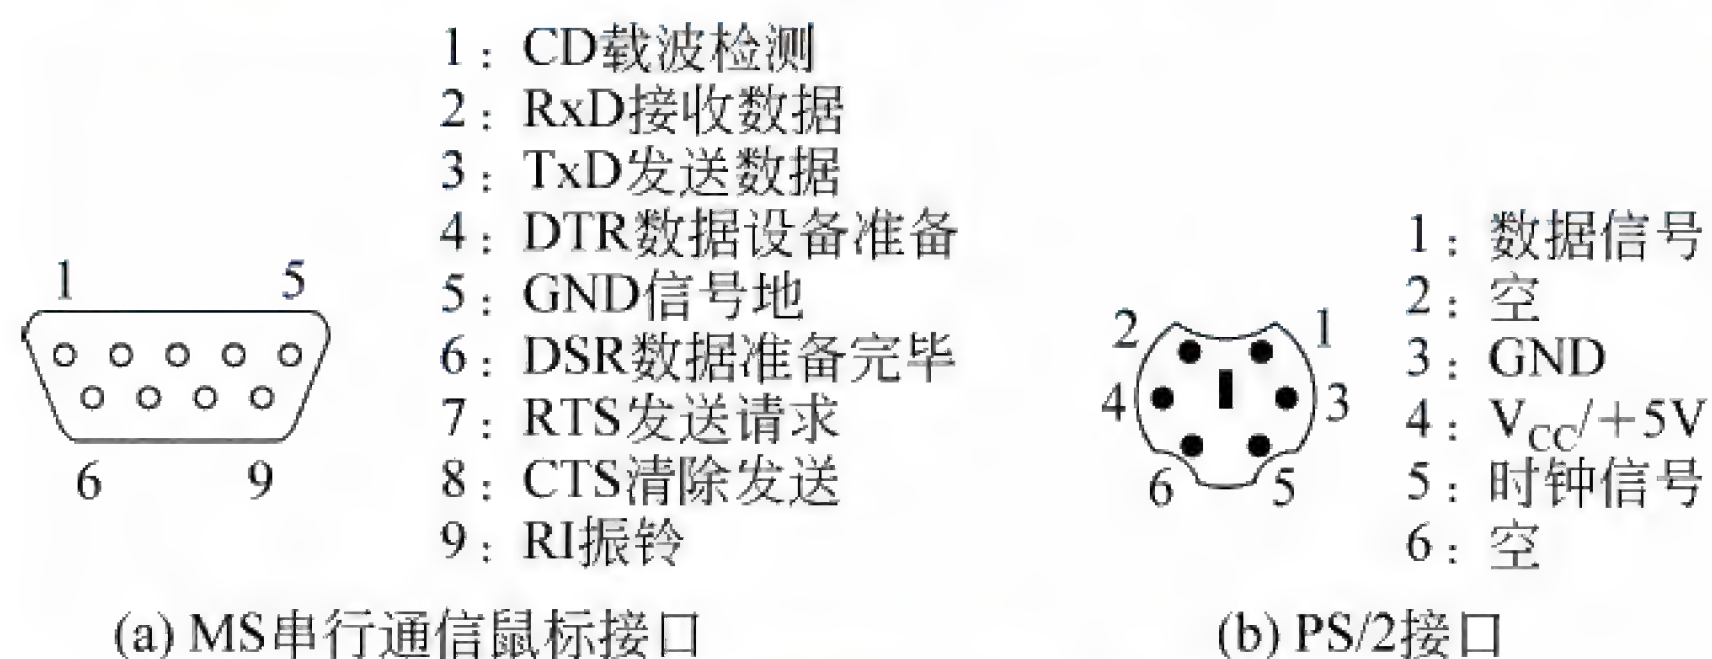 1 5
6 9
1：CD载波检测
2：RxD接收数据
3：TxD发送数据
4：DTR数据设备准备
5：GND信号地
6：DSR数据准备完毕
7：RTS发送请求
8：CTS清除发送
9：RI振铃
(a) MS串行通信鼠标接口
2 1
4 3
6 5
1：数据信号
2：空
3：GND
4：VCC/+5V
5：时钟信号
6：空
(b) PS/2接口